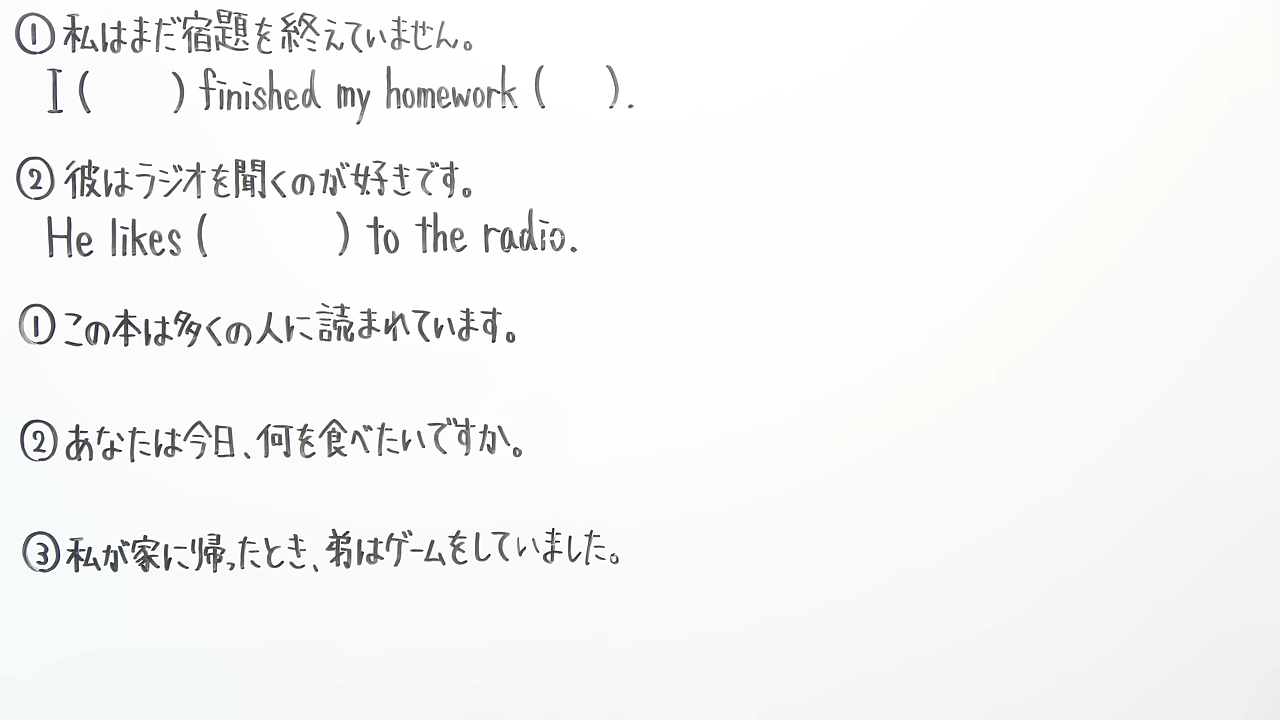 ①私はまだ宿題を終えていません。
I (　　) finished my homework (　　).
②彼はラジオを聞くのが好きです。
He likes (　　) to the radio.
①この本は多くの人に読まれています。
②あなたは今日、何を食べたいですか。
③私が家に帰ったとき、弟はゲームをしていました。